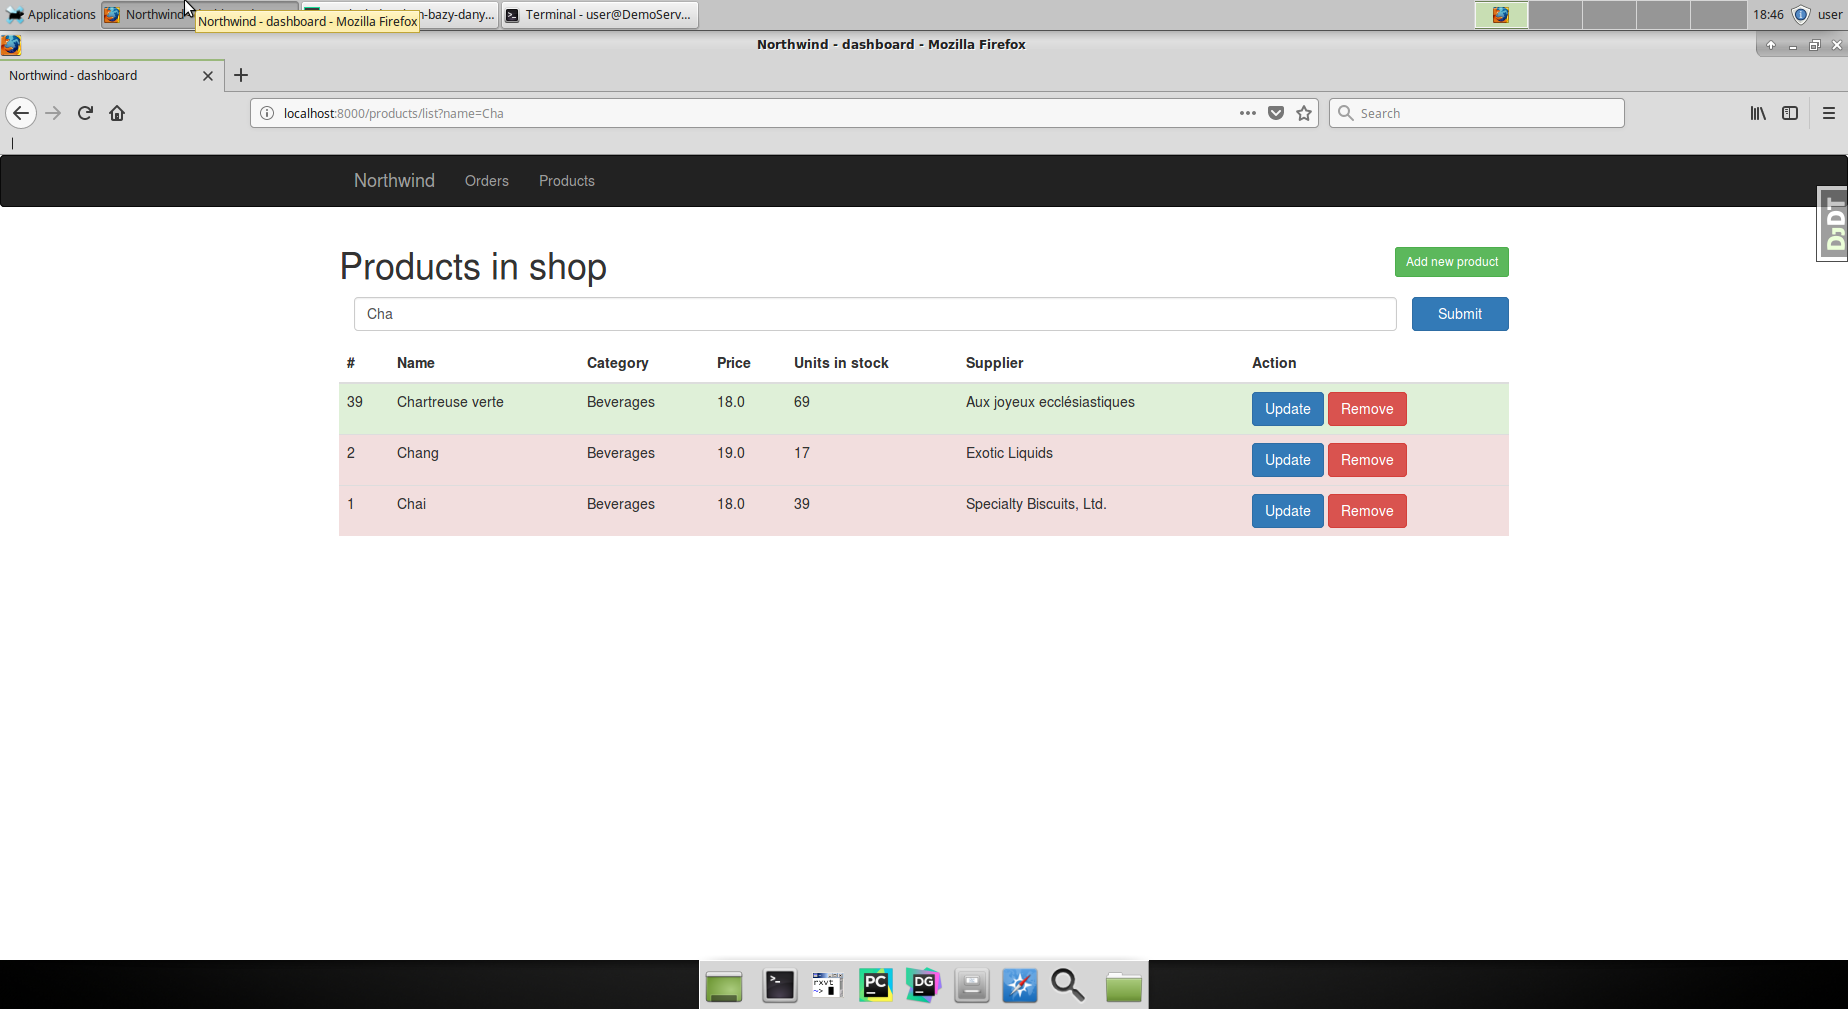 Applications Northwind -bazy-dany... Terminal - user@DemoServ... 18:46 user
Northwind - dashboard - Mozilla Firefox
Northwind - dashboard - Mozilla Firefox
Northwind - dashboard
localhost:8000/products/list?name=Cha Search
Northwind Orders Products
DJDT
Products in shop Add new product
Cha Submit
# Name Category Price Units in stock Supplier Action
39 Chartreuse verte Beverages 18.0 69 Aux joyeux ecclésiastiques Update Remove
2 Chang Beverages 19.0 17 Exotic Liquids Update Remove
1 Chai Beverages 18.0 39 Specialty Biscuits, Ltd. Update Remove
rxvt PC DG